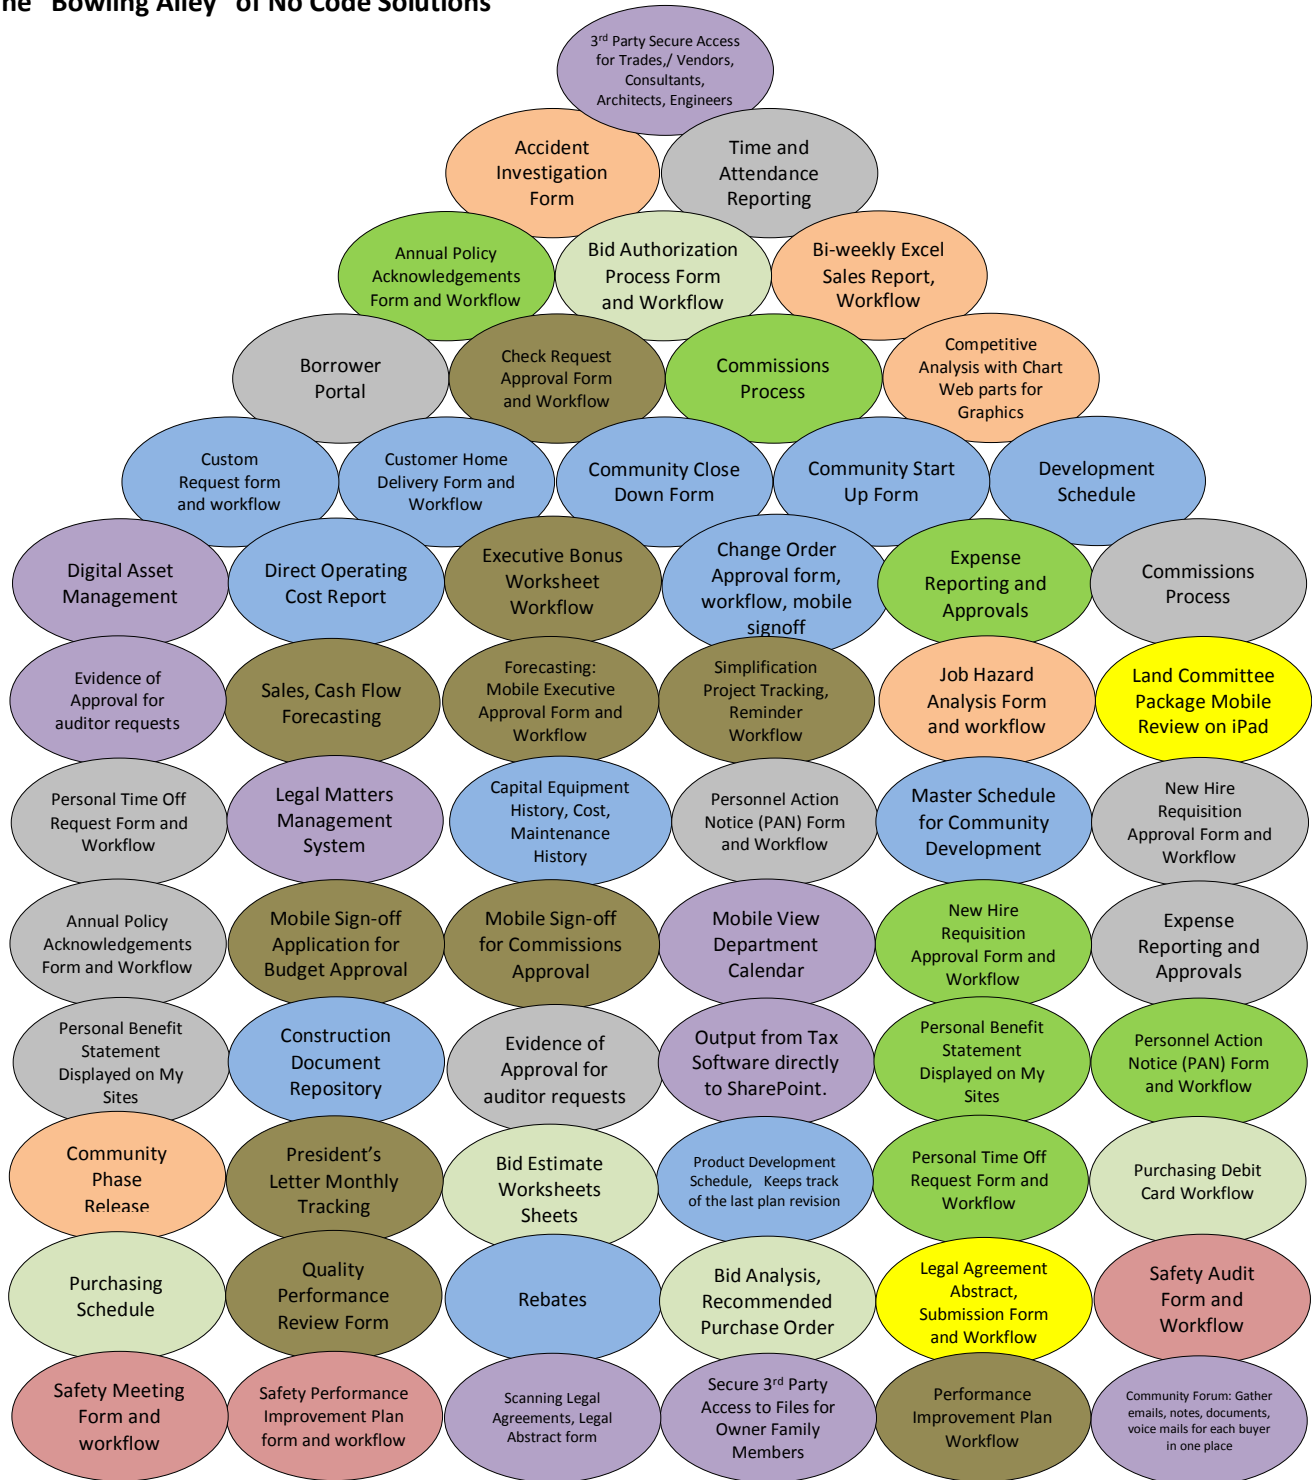 he "Bowling Alley" of No Code Solutions
3rd Party Secure Access
for Trades,/ Vendors,
Consultants,
Architects, Engineers
Accident
Investigation
Form
Time and
Attendance
Reporting
Annual Policy
Acknowledgements
Form and Workflow
Bid Authorization
Process Form
and Workflow
Bi-weekly Excel
Sales Report,
Workflow
Borrower
Portal
Check Request
Approval Form
and Workflow
Commissions
Process
Competitive
Analysis with Chart
Web parts for
Graphics
Custom
Request form
and workflow
Customer Home
Delivery Form and
Workflow
Community Close
Down Form
Community Start
Up Form
Development
Schedule
Digital Asset
Management
Direct Operating
Cost Report
Executive Bonus
Worksheet
Workflow
Change Order
Approval form,
workflow, mobile
signoff
Expense
Reporting and
Approvals
Commissions
Process
Evidence of
Approval for
auditor requests
Sales, Cash Flow
Forecasting
Forecasting:
Mobile Executive
Approval Form and
Workflow
Simplification
Project Tracking,
Reminder
Workflow
Job Hazard
Analysis Form
and workflow
Land Committee
Package Mobile
Review on iPad
Personal Time Off
Request Form and
Workflow
Legal Matters
Management
System
Capital Equipment
History, Cost,
Maintenance
History
Personnel Action
Notice (PAN) Form
and Workflow
Master Schedule
for Community
Development
New Hire
Requisition
Approval Form and
Workflow
Annual Policy
Acknowledgements
Form and Workflow
Mobile Sign-off
Application for
Budget Approval
Mobile Sign-off
for Commissions
Approval
Mobile View
Department
Calendar
New Hire
Requisition
Approval Form and
Workflow
Expense
Reporting and
Approvals
Personal Benefit
Statement
Displayed on My
Sites
Construction
Document
Repository
Evidence of
Approval for
auditor requests
Output from Tax
Software directly
to SharePoint.
Personal Benefit
Statement
Displayed on My
Sites
Personnel Action
Notice (PAN) Form
and Workflow
Community
Phase
Release
President's
Letter Monthly
Tracking
Bid Estimate
Worksheets
Sheets
Product Development
Schedule, Keeps track
of the last plan revision
Personal Time Off
Request Form and
Workflow
Purchasing Debit
Card Workflow
Purchasing
Schedule
Quality
Performance
Review Form
Rebates
Bid Analysis,
Recommended
Purchase Order
Legal Agreement
Abstract,
Submission Form
and Workflow
Safety Audit
Form and
Workflow
Safety Meeting
Form and
workflow
Safety Performance
Improvement Plan
form and workflow
Scanning Legal
Agreements, Legal
Abstract form
Secure 3rd Party
Access to Files for
Owner Family
Members
Performance
Improvement Plan
Workflow
Community Forum: Gather
emails, notes, documents,
voice mails for each buyer
in one place